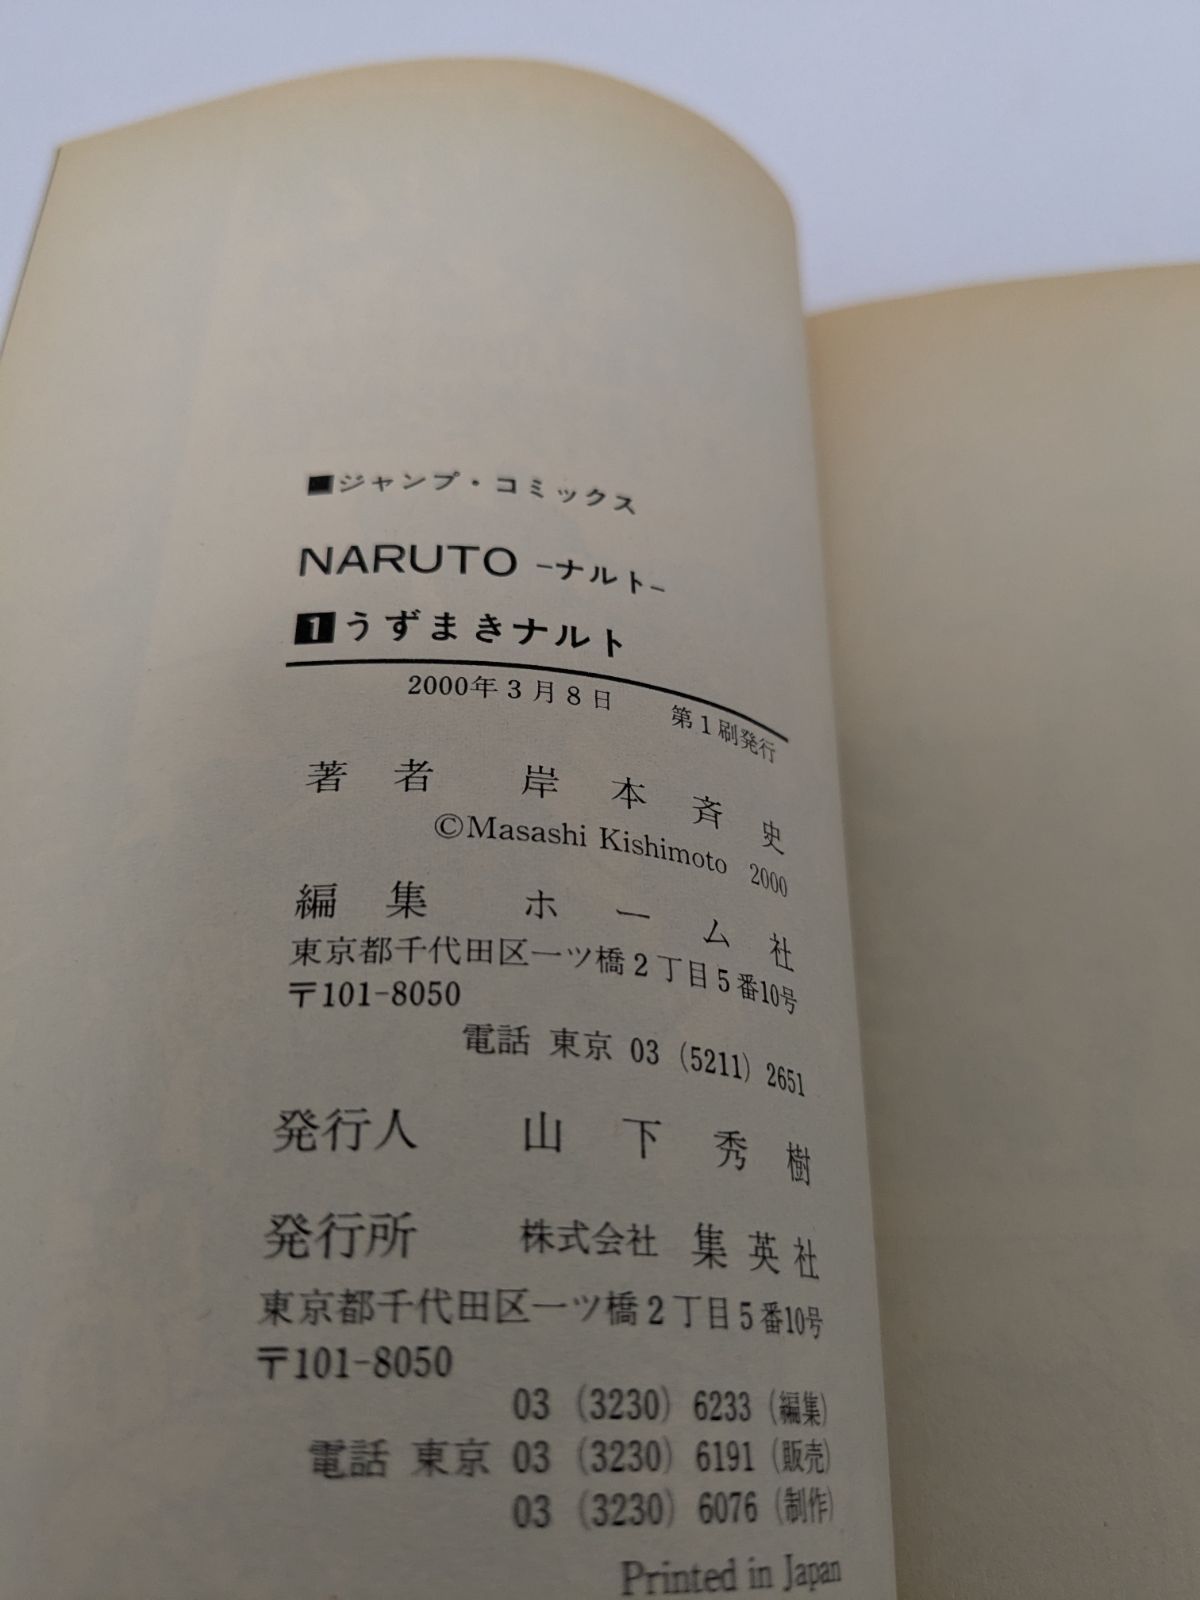 ■ジャンプ・コミックス
NARUTO -ナルト-
1 うずまきナルト
2000年3月8日 第1刷発行
著者 岸本斉史
©Masashi Kishimoto 2000
編集 ホーム社
東京都千代田区一ツ橋2丁目5番10号
〒101-8050
電話 東京 03 (5211) 2651
発行人 山下秀樹
発行所 株式会社 集英社
東京都千代田区一ツ橋2丁目5番10号
〒101-8050
03 (3230) 6233 (編集)
電話 東京 03 (3230) 6191 (販売)
03 (3230) 6076 (制作)
Printed in Japan